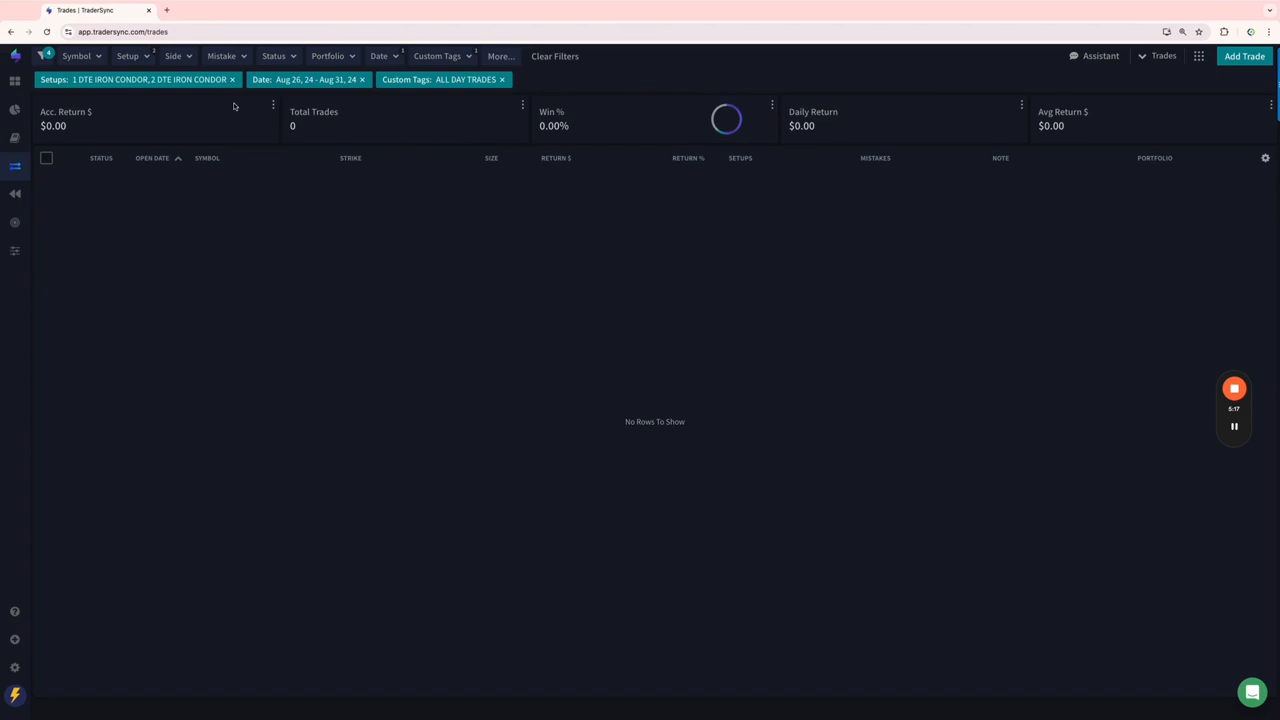 Trades | TraderSync
app.tradersync.com/trades
4 Symbol Setup 2 Side Mistake Status Portfolio Date 1 Custom Tags 1 More... Clear Filters Assistant Trades Add Trade
Setups: 1 DTE IRON CONDOR, 2 DTE IRON CONDOR × Date: Aug 26, 24 - Aug 31, 24 × Custom Tags: ALL DAY TRADES ×
Acc. Return $ Total Trades Win % Daily Return Avg Return $
$0.00 0 0.00% $0.00 $0.00
STATUS OPEN DATE SYMBOL STRIKE SIZE RETURN $ RETURN % SETUPS MISTAKES NOTE PORTFOLIO
No Rows To Show
5:17